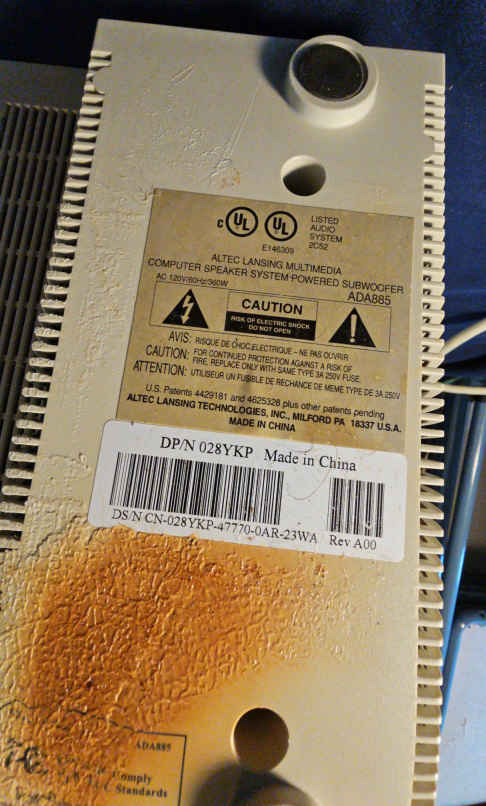 c UL UL
LISTED
AUDIO
SYSTEM
2C52
E146309
ALTEC LANSING MULTIMEDIA
COMPUTER SPEAKER SYSTEM-POWERED SUBWOOFER
AC 120V/60Hz/360W
ADA885
CAUTION
RISK OF ELECTRIC SHOCK
DO NOT OPEN
AVIS: RISQUE DE CHOC ELECTRIQUE – NE PAS OUVRIR
CAUTION: FOR CONTINUED PROTECTION AGAINST A RISK OF
FIRE, REPLACE ONLY WITH SAME TYPE 3A 250V FUSE.
ATTENTION: UTILISEUR UN FUSIBLE DE RECHANGE DE MEME TYPE DE 3A 250V
U.S. Patents 4429181 and 4625328 plus other patents pending
ALTEC LANSING TECHNOLOGIES, INC., MILFORD PA 18337 U.S.A.
MADE IN CHINA
DP/N 028YKP Made in China
DS/N CN-028YKP-47770-0AR-23WA Rev A00
ADA885
Comply
Standards